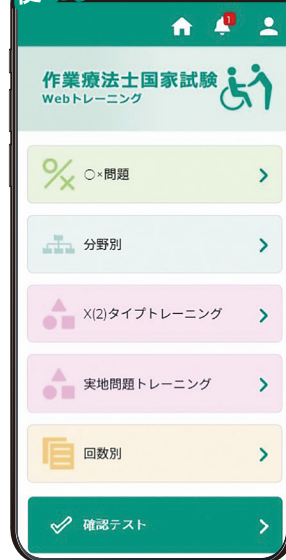 1
作業療法士国家試験
Webトレーニング
○×問題
分野別
X(2)タイプトレーニング
実地問題トレーニング
回数別
確認テスト